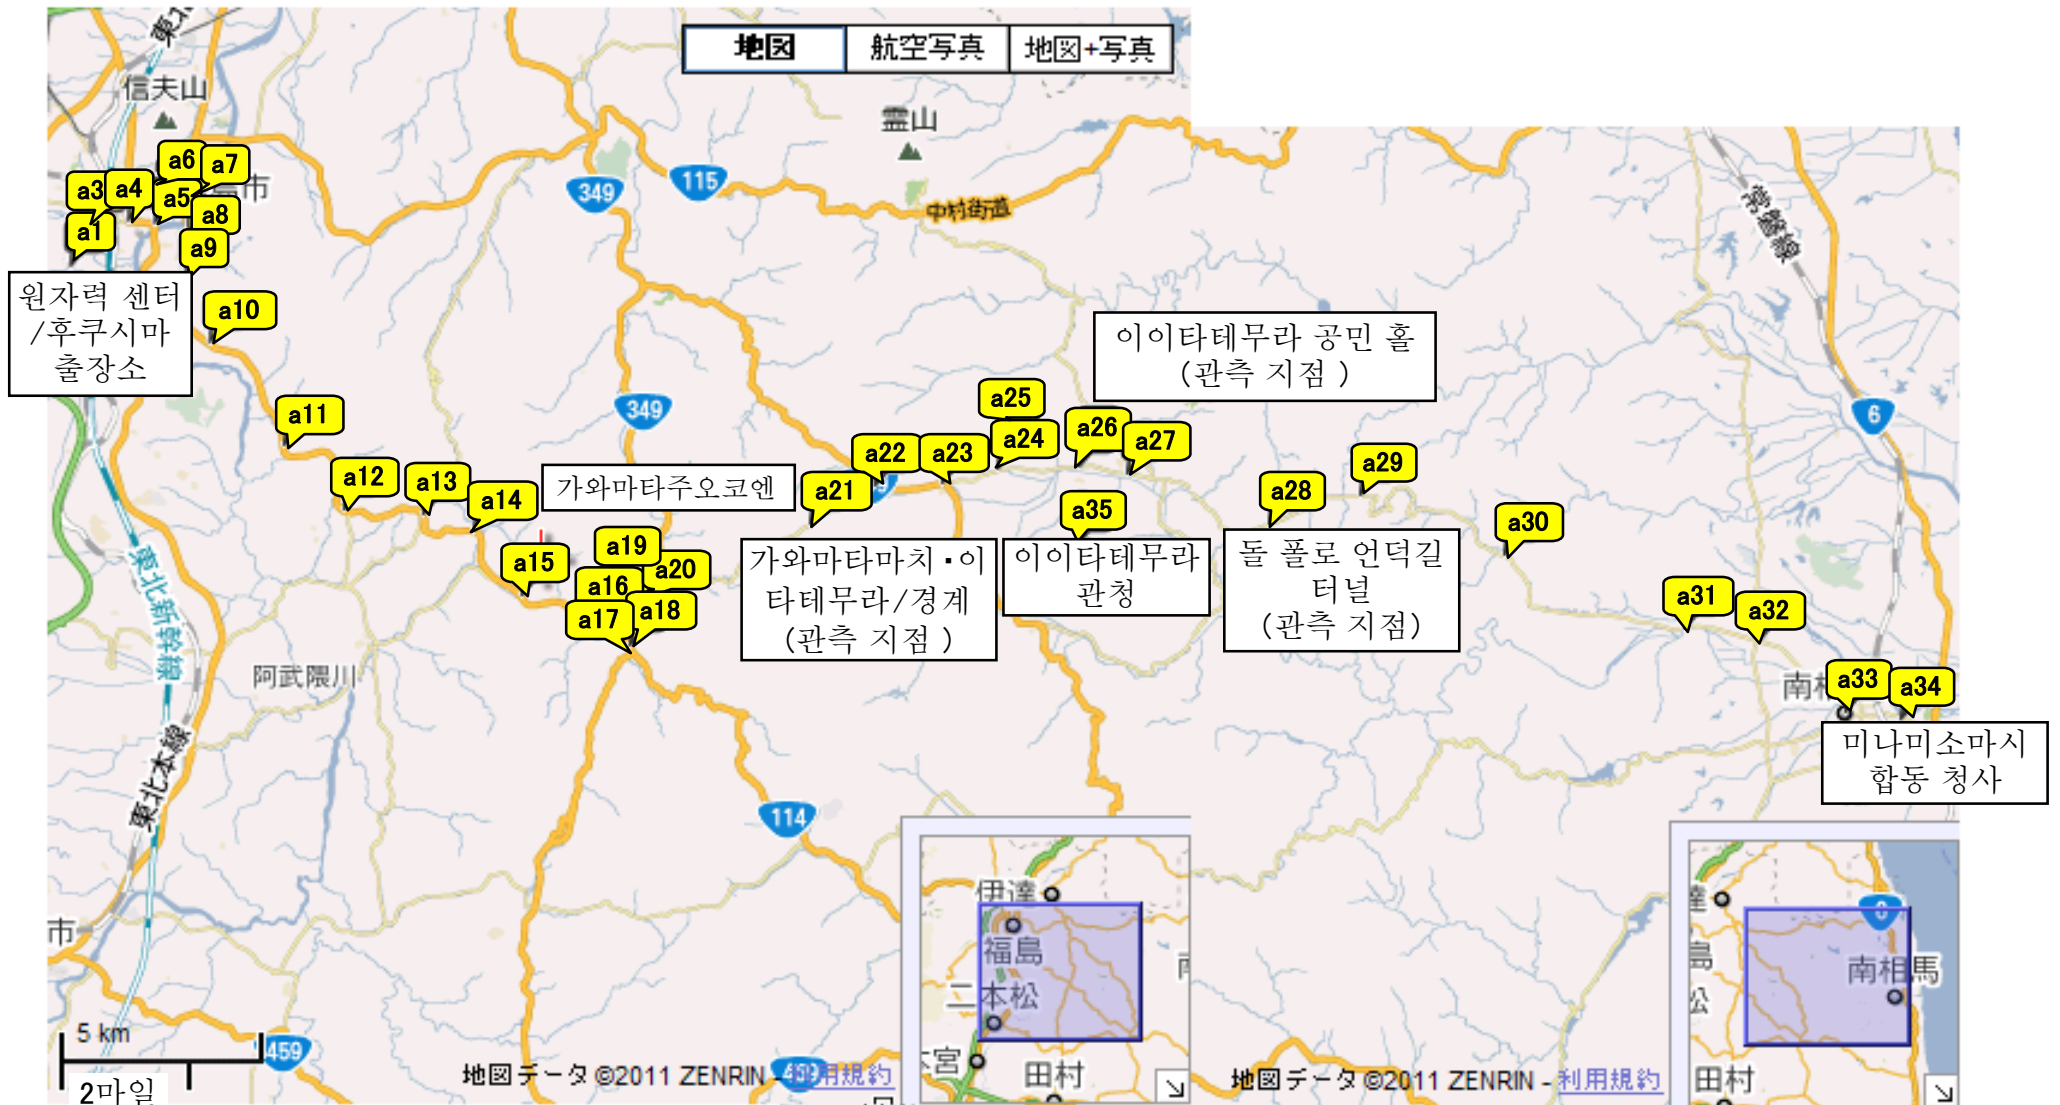 地図
航空写真
地図+写真
信夫山
霊山
115
349
中村街道
常磐線
a6
a7
a3
a4
a5
a8
a1
a9
원자력 센터
/후쿠시마
출장소
a10
이이타테무라 공민 홀
(관측 지점 )
a11
349
6
a25
a26
a22
a23
a24
a27
a12
a13
a14
가와마타주오코엔
a21
a29
a28
a35
a30
가와마타마치·이
타테무라/경계
(관측 지점 )
이이타테무라
관청
돌 폴로 언덕길
터널
(관측 지점)
a19
a15
a16
a20
a17
a18
a31
a32
東北新幹線
阿武隈川
a33
a34
미나미소마시
합동 청사
東北本線
114
伊達
福島
二本松
田村
南相馬
田村
市
5 km
2마일
459
地図データ ©2011 ZENRIN -
地図データ ©2011 ZENRIN - 利用規約